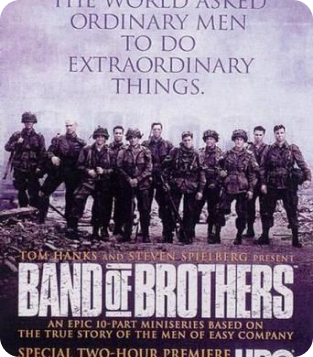 THE WORLD ASKED
ORDINARY MEN
TO DO
EXTRAORDINARY
THINGS.
TOM HANKS AND STEVEN SPIELBERG PRESENT
BAND OF BROTHERS
AN EPIC 10-PART MINISERIES BASED ON
THE TRUE STORY OF THE MEN OF EASY COMPANY
SPECIAL TWO-HOUR PREMIERE HBO